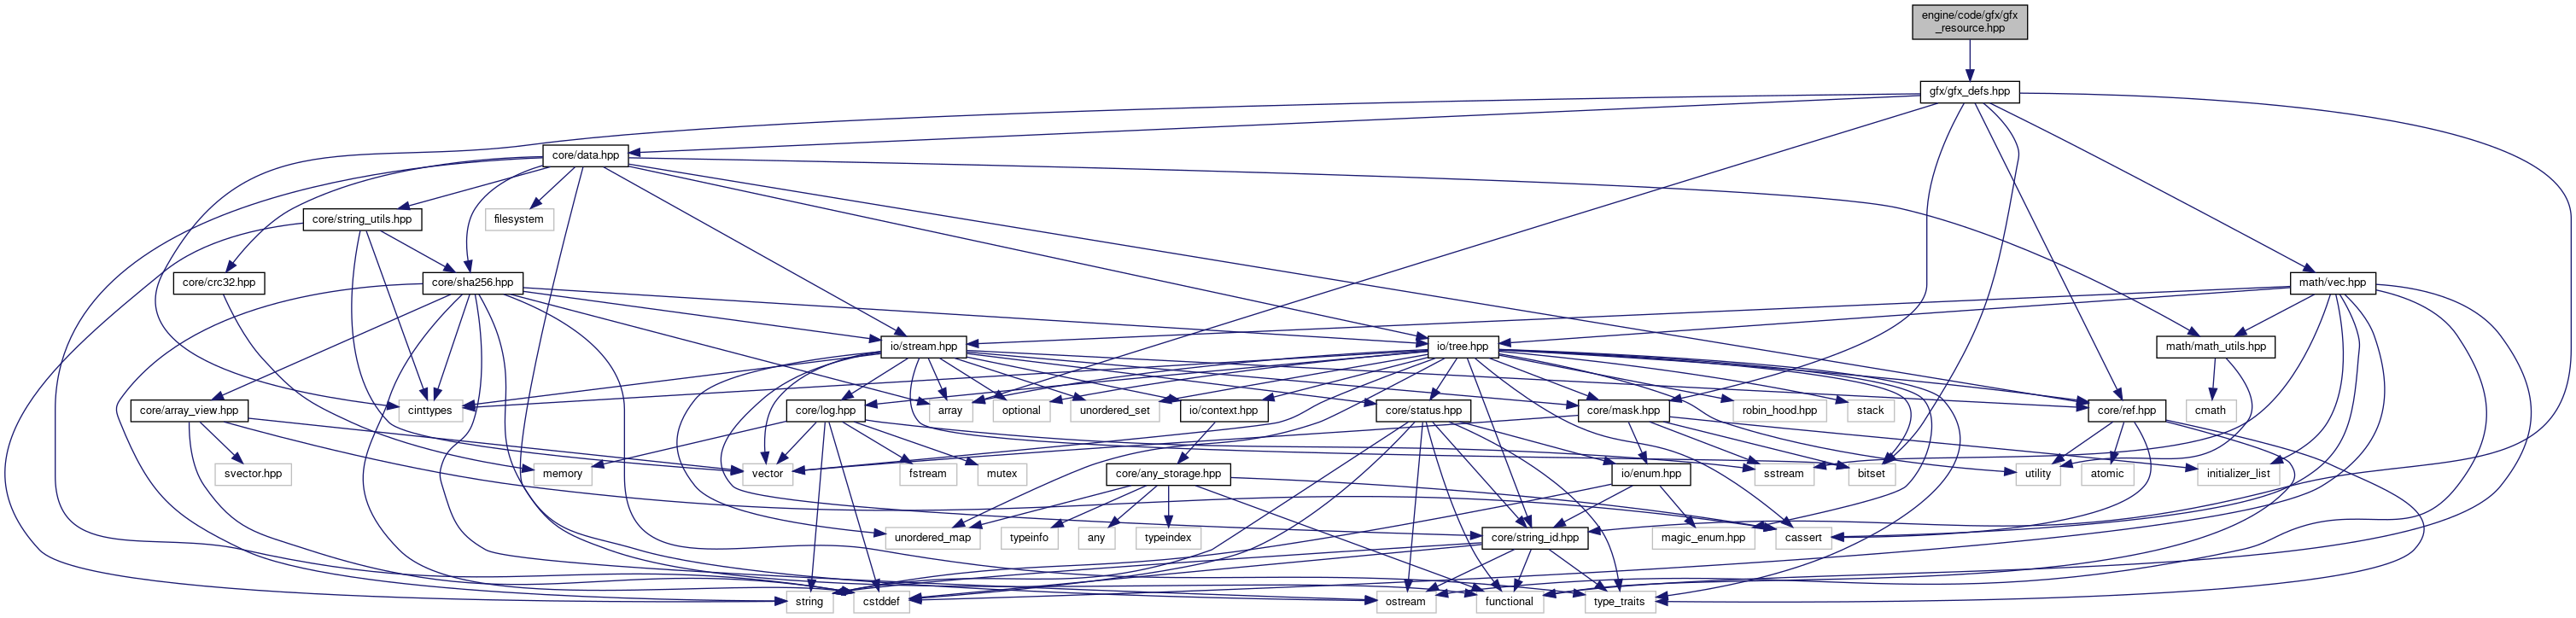 engine/code/gfx/gfx
_resource.hpp
gfx/gfx_defs.hpp
core/data.hpp
core/string_utils.hpp
filesystem
core/crc32.hpp
core/sha256.hpp
math/vec.hpp
io/stream.hpp
io/tree.hpp
math/math_utils.hpp
core/array_view.hpp
cinttypes
core/log.hpp
array
optional
unordered_set
io/context.hpp
core/status.hpp
core/mask.hpp
robin_hood.hpp
stack
core/ref.hpp
cmath
svector.hpp
memory
vector
fstream
mutex
sstream
core/any_storage.hpp
io/enum.hpp
bitset
utility
atomic
initializer_list
unordered_map
typeinfo
any
typeindex
core/string_id.hpp
magic_enum.hpp
cassert
string
cstddef
ostream
functional
type_traits